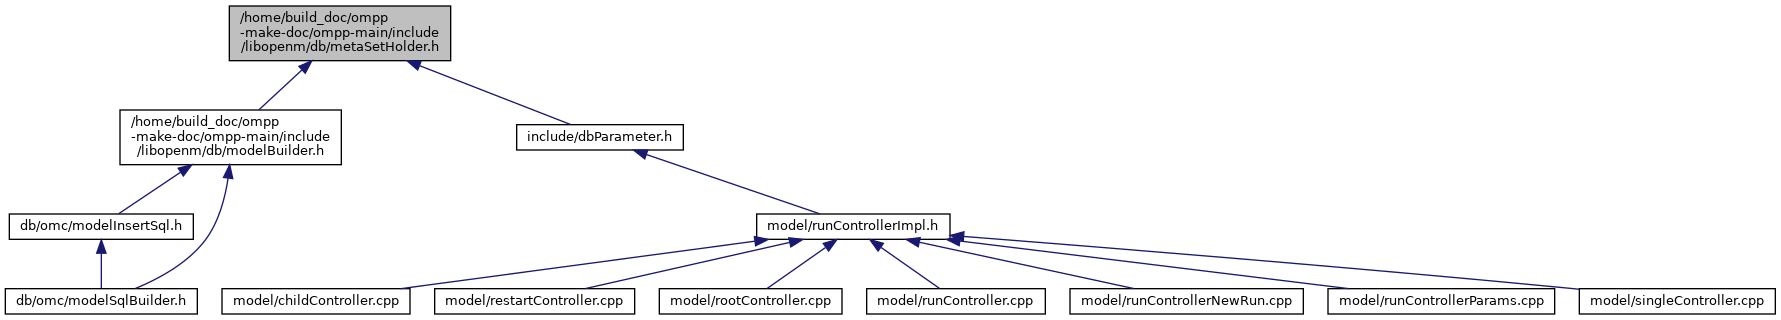 /home/build_doc/ompp
-make-doc/ompp-main/include
/libopenm/db/metaSetHolder.h
/home/build_doc/ompp
-make-doc/ompp-main/include
/libopenm/db/modelBuilder.h
include/dbParameter.h
db/omc/modelInsertSql.h
model/runControllerImpl.h
db/omc/modelSqlBuilder.h
model/childController.cpp
model/restartController.cpp
model/rootController.cpp
model/runController.cpp
model/runControllerNewRun.cpp
model/runControllerParams.cpp
model/singleController.cpp